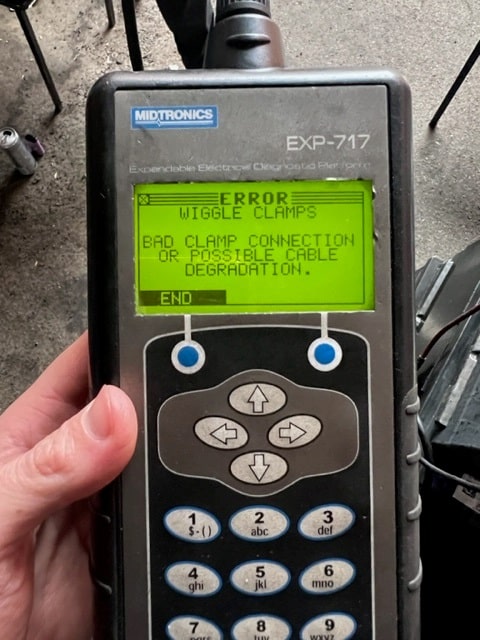 MIDTRONICS
EXP-717
Expandable Electrical Diagnostic Platform
ERROR
WIGGLE CLAMPS
BAD CLAMP CONNECTION
OR POSSIBLE CABLE
DEGRADATION.
END
1 2 3
$-() abc def
4 5 6
ghi jkl mno
7 8 9